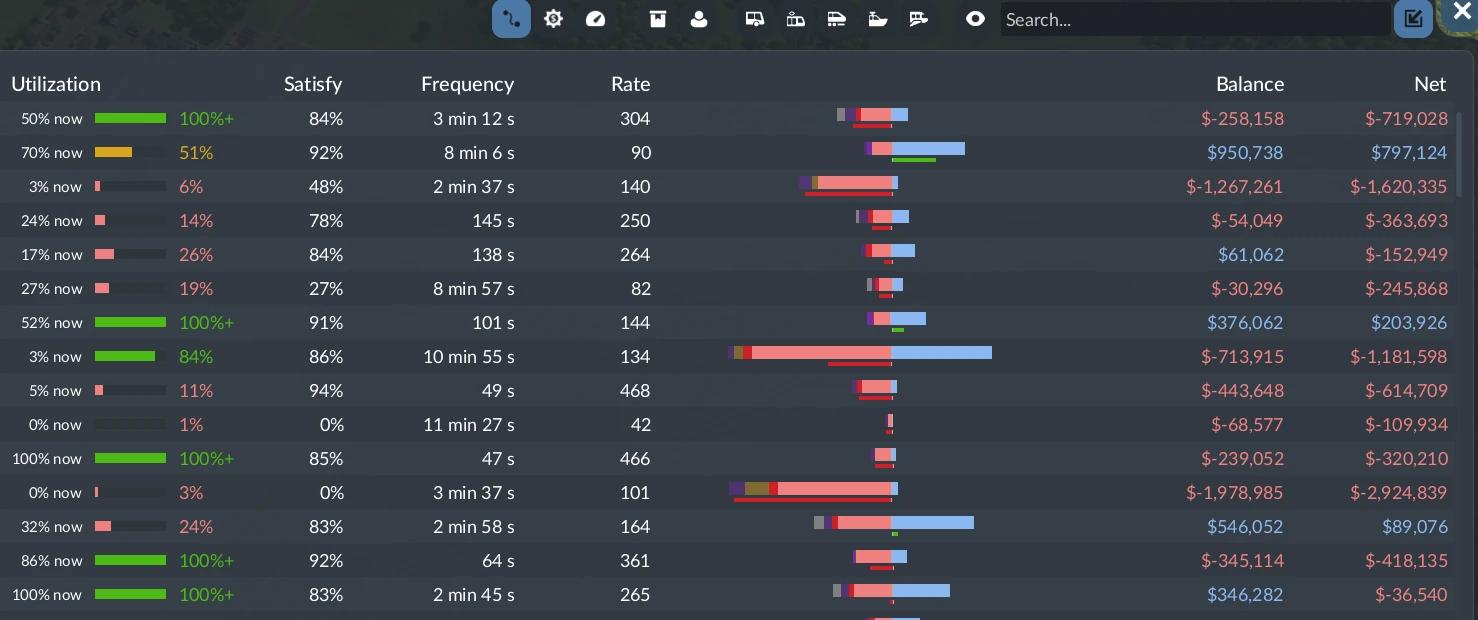 Search...
Utilization Satisfy Frequency Rate Balance Net
50% now 100%+ 84% 3 min 12 s 304 $-258,158 $-719,028
70% now 51% 92% 8 min 6 s 90 $950,738 $797,124
3% now 6% 48% 2 min 37 s 140 $-1,267,261 $-1,620,335
24% now 14% 78% 145 s 250 $-54,049 $-363,693
17% now 26% 84% 138 s 264 $61,062 $-152,949
27% now 19% 27% 8 min 57 s 82 $-30,296 $-245,868
52% now 100%+ 91% 101 s 144 $376,062 $203,926
3% now 84% 86% 10 min 55 s 134 $-713,915 $-1,181,598
5% now 11% 94% 49 s 468 $-443,648 $-614,709
0% now 1% 0% 11 min 27 s 42 $-68,577 $-109,934
100% now 100%+ 85% 47 s 466 $-239,052 $-320,210
0% now 3% 0% 3 min 37 s 101 $-1,978,985 $-2,924,839
32% now 24% 83% 2 min 58 s 164 $546,052 $89,076
86% now 100%+ 92% 64 s 361 $-345,114 $-418,135
100% now 100%+ 83% 2 min 45 s 265 $346,282 $-36,540